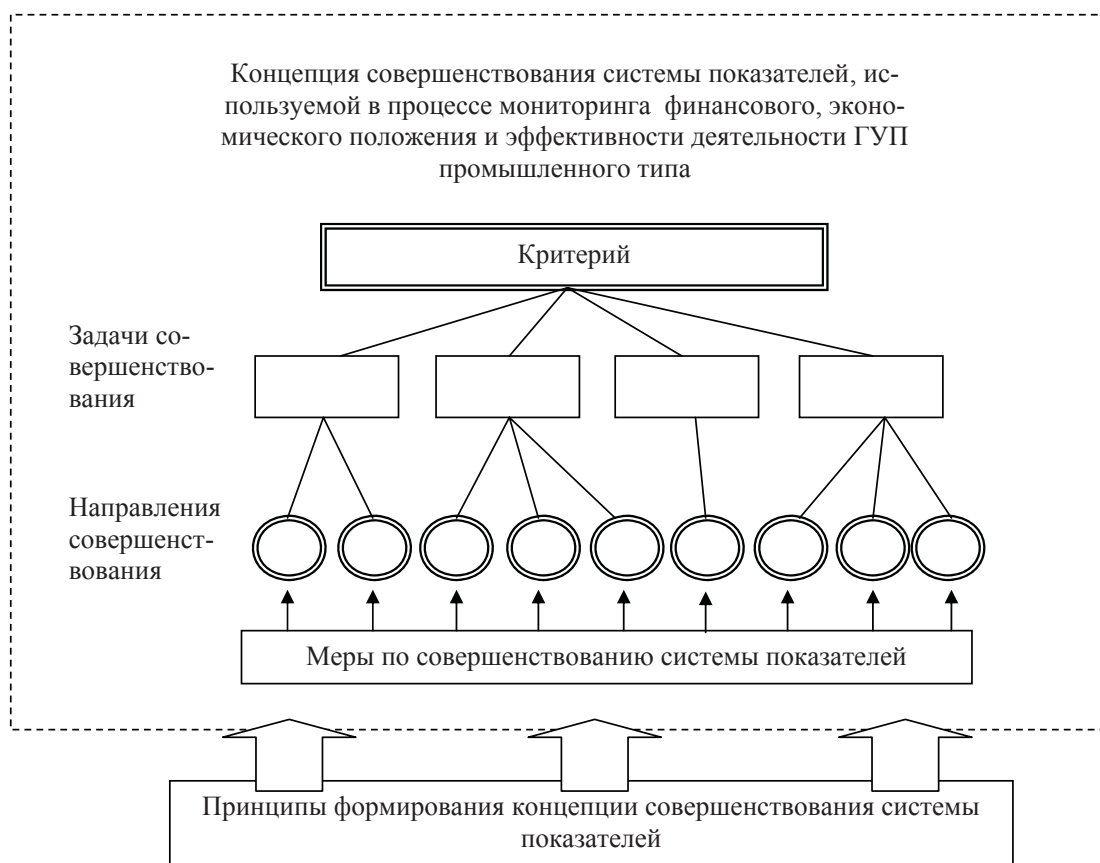 Концепция совершенствования системы показателей, ис-
пользуемой в процессе мониторинга финансового, эконо-
мического положения и эффективности деятельности ГУП
промышленного типа
Критерий
Задачи со-
вершенство-
вания
Направления
совершенст-
вования
Меры по совершенствованию системы показателей
Принципы формирования концепции совершенствования системы
показателей